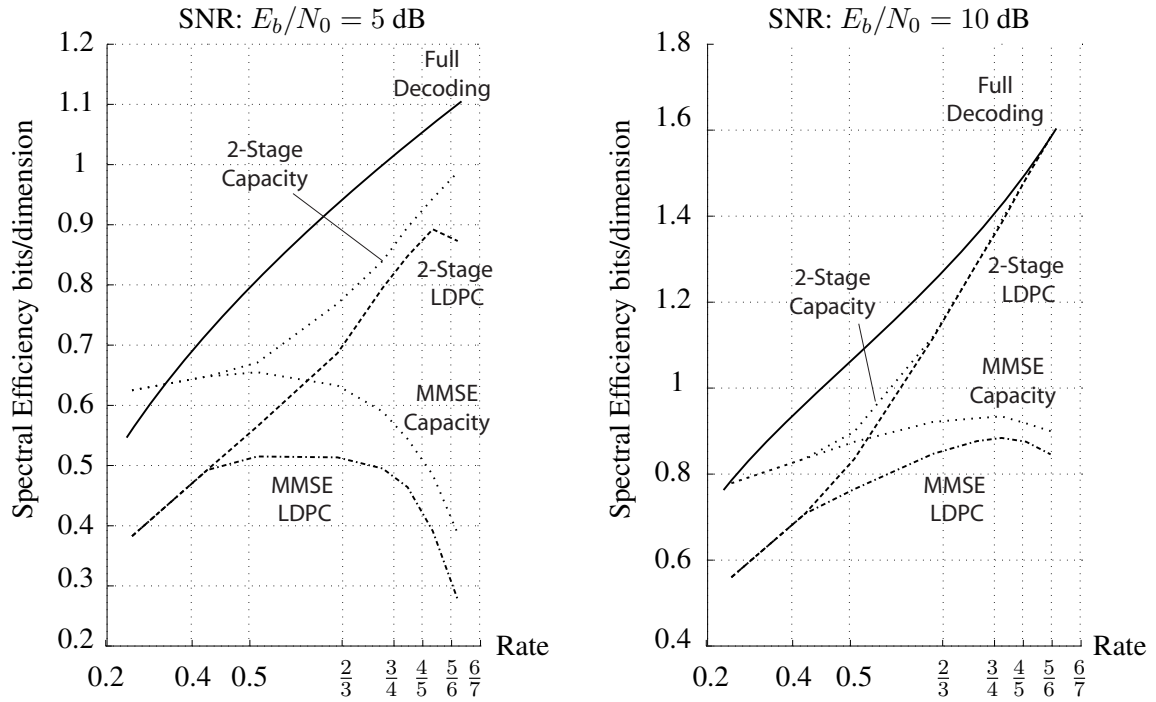 SNR: E_b/N_0 = 5 dB
Spectral Efficiency bits/dimension
1.2
1.1
1
0.9
0.8
0.7
0.6
0.5
0.4
0.3
0.2
Full
Decoding
2-Stage
Capacity
2-Stage
LDPC
MMSE
Capacity
MMSE
LDPC
0.2
0.4
0.5
2/3
3/4
4/5
5/6
6/7
Rate
SNR: E_b/N_0 = 10 dB
Spectral Efficiency bits/dimension
1.8
1.6
1.4
1.2
1
0.8
0.6
0.4
Full
Decoding
2-Stage
LDPC
2-Stage
Capacity
MMSE
Capacity
MMSE
LDPC
0.2
0.4
0.5
2/3
3/4
4/5
5/6
6/7
Rate